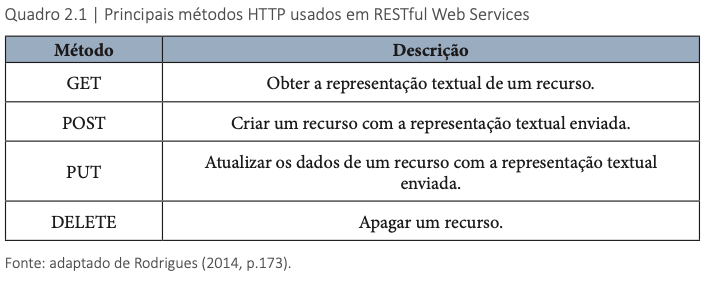 Quadro 2.1 | Principais métodos HTTP usados em RESTful Web Services
Método Descrição
GET Obter a representação textual de um recurso.
POST Criar um recurso com a representação textual enviada.
PUT Atualizar os dados de um recurso com a representação textual
enviada.
DELETE Apagar um recurso.
Fonte: adaptado de Rodrigues (2014, p.173).